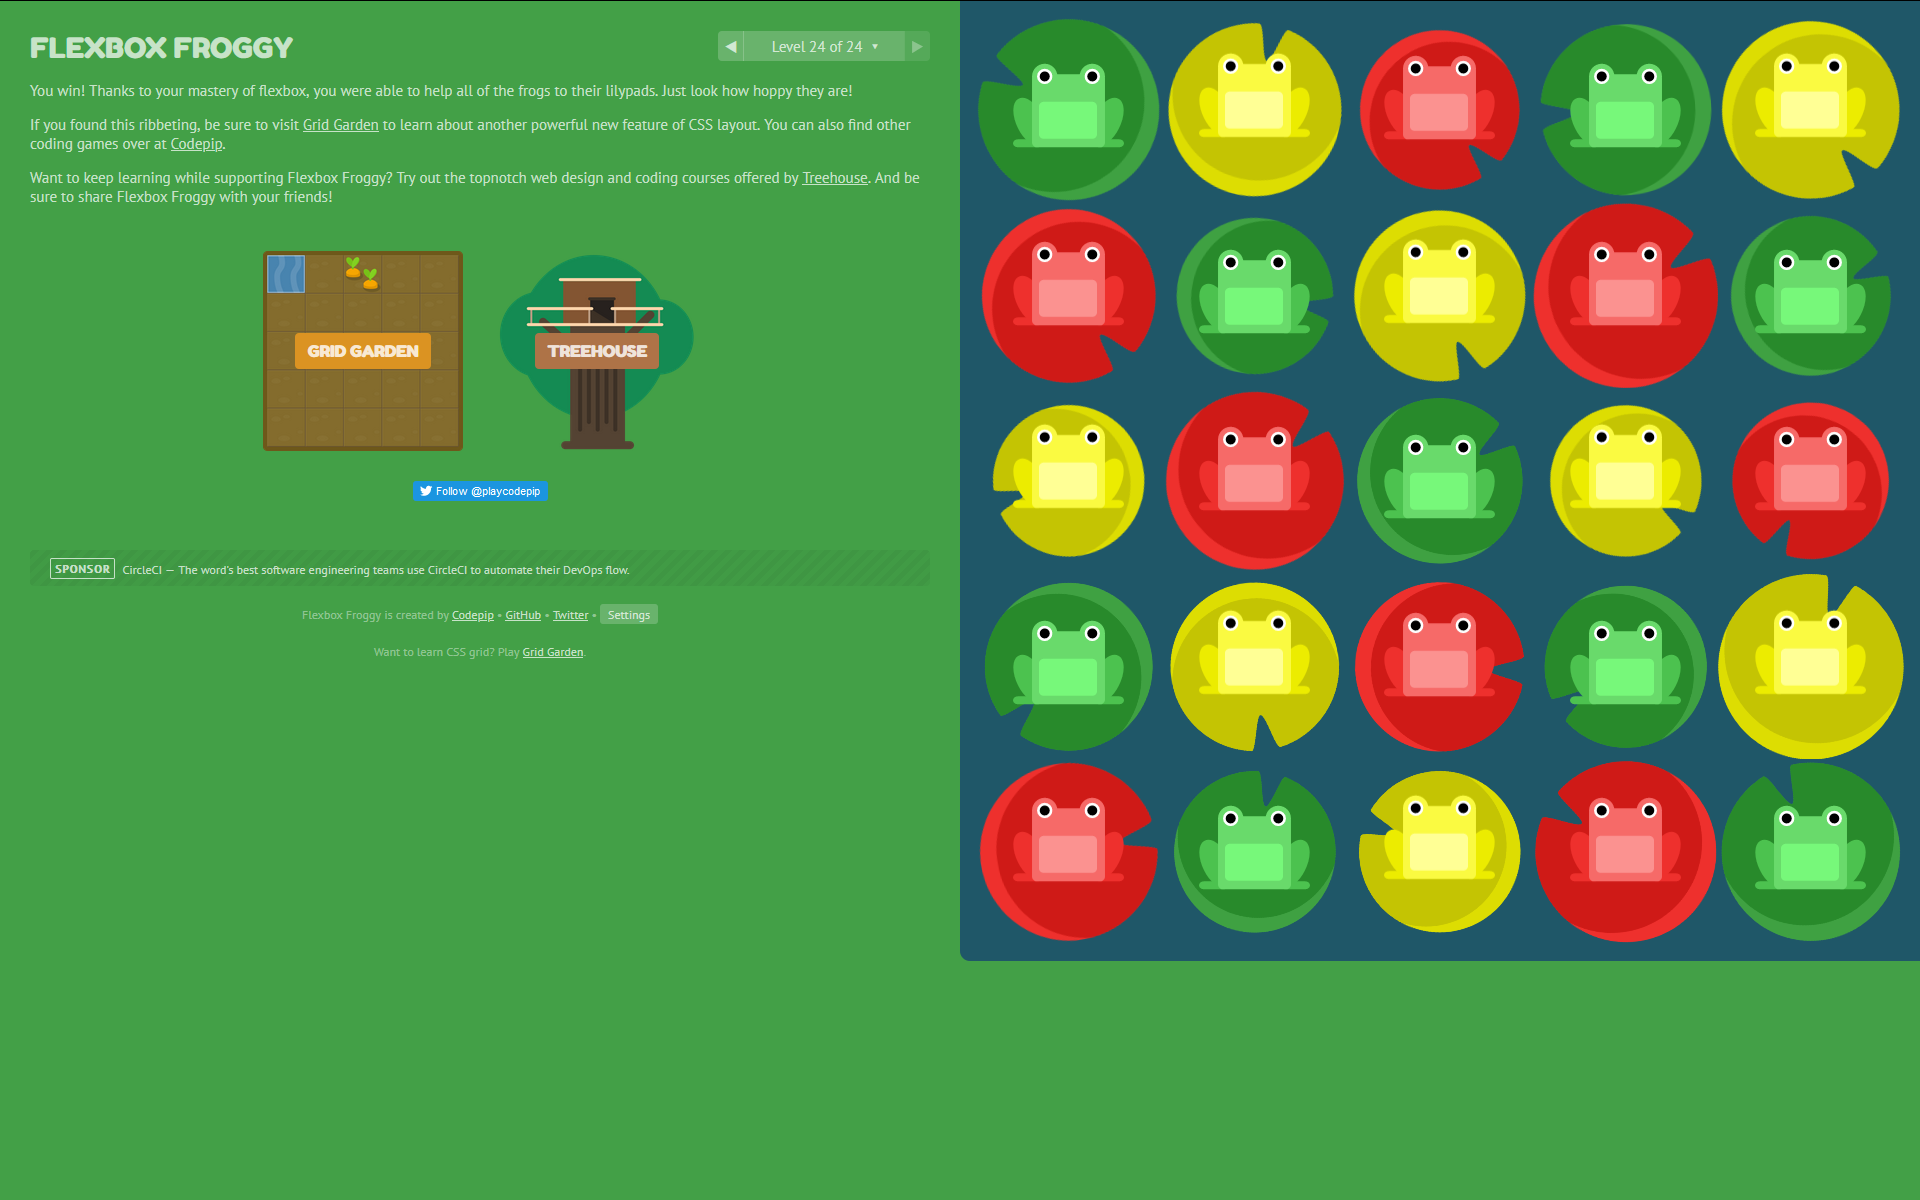 FLEXBOX FROGGY
◀ Level 24 of 24 ▼ ▶
You win! Thanks to your mastery of flexbox, you were able to help all of the frogs to their lilypads. Just look how hoppy they are!
If you found this ribbeting, be sure to visit Grid Garden to learn about another powerful new feature of CSS layout. You can also find other
coding games over at Codepip.
Want to keep learning while supporting Flexbox Froggy? Try out the topnotch web design and coding courses offered by Treehouse. And be
sure to share Flexbox Froggy with your friends!
GRID GARDEN
TREEHOUSE
Follow @playcodepip
SPONSOR CircleCI — The word's best software engineering teams use CircleCI to automate their DevOps flow.
Flexbox Froggy is created by Codepip • GitHub • Twitter • Settings
Want to learn CSS grid? Play Grid Garden.